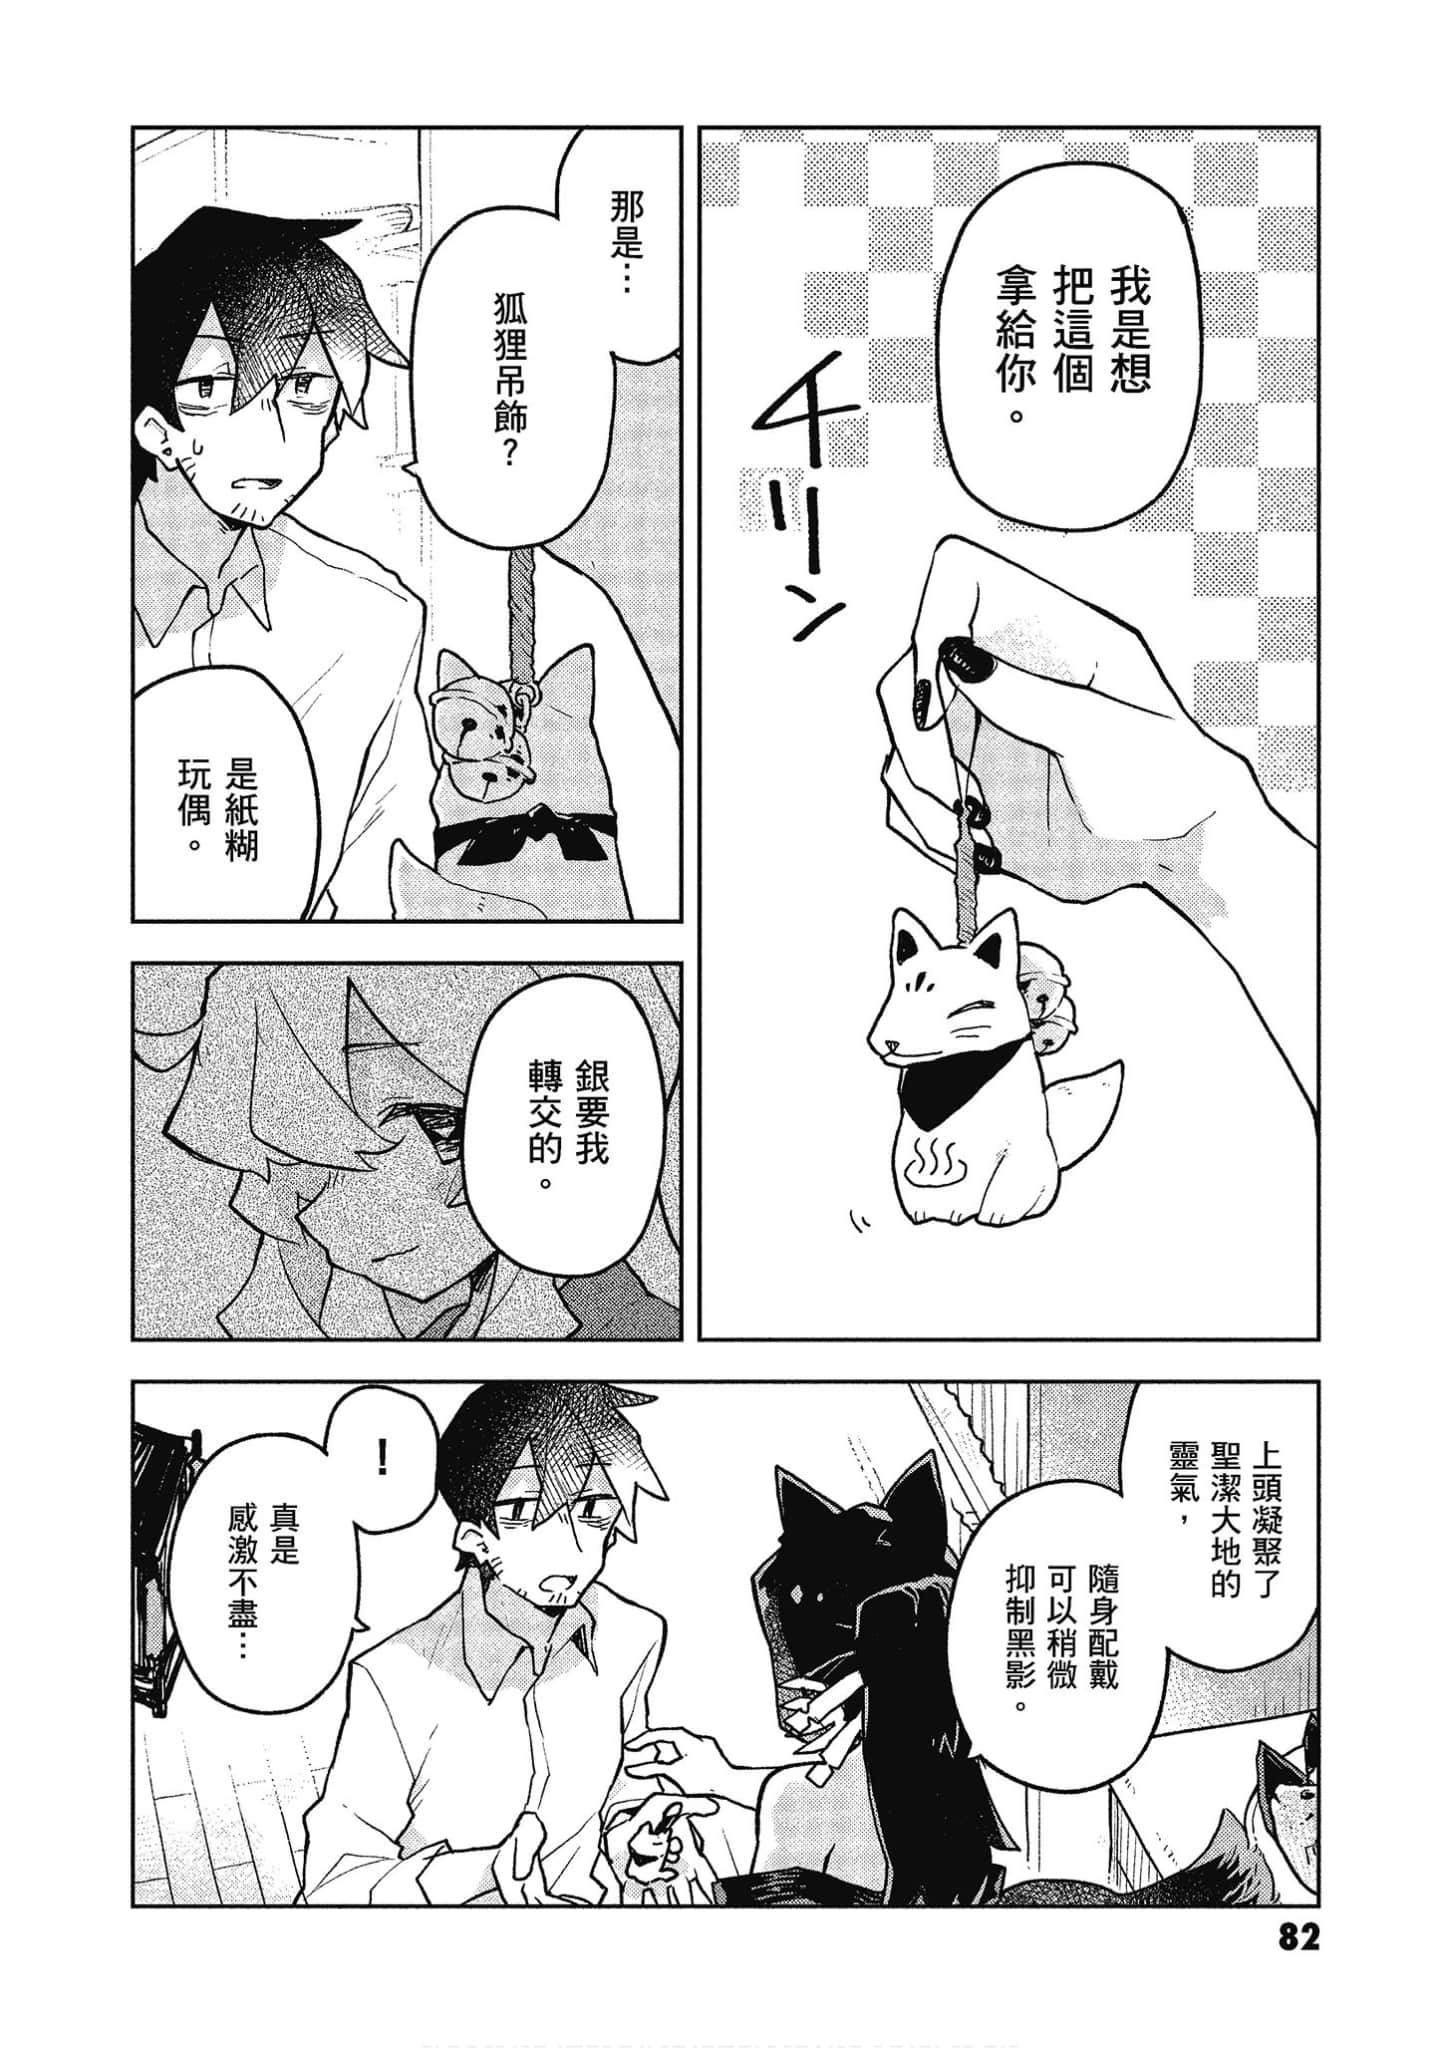 我是想
把這個
拿給你。
チリーン
那是…
狐狸吊飾?
是紙糊
玩偶。
銀要我
轉交的。
上頭凝聚了
聖潔大地的
靈氣,
隨身配戴
可以稍微
抑制黑影。
!
真是
感激不盡…
82